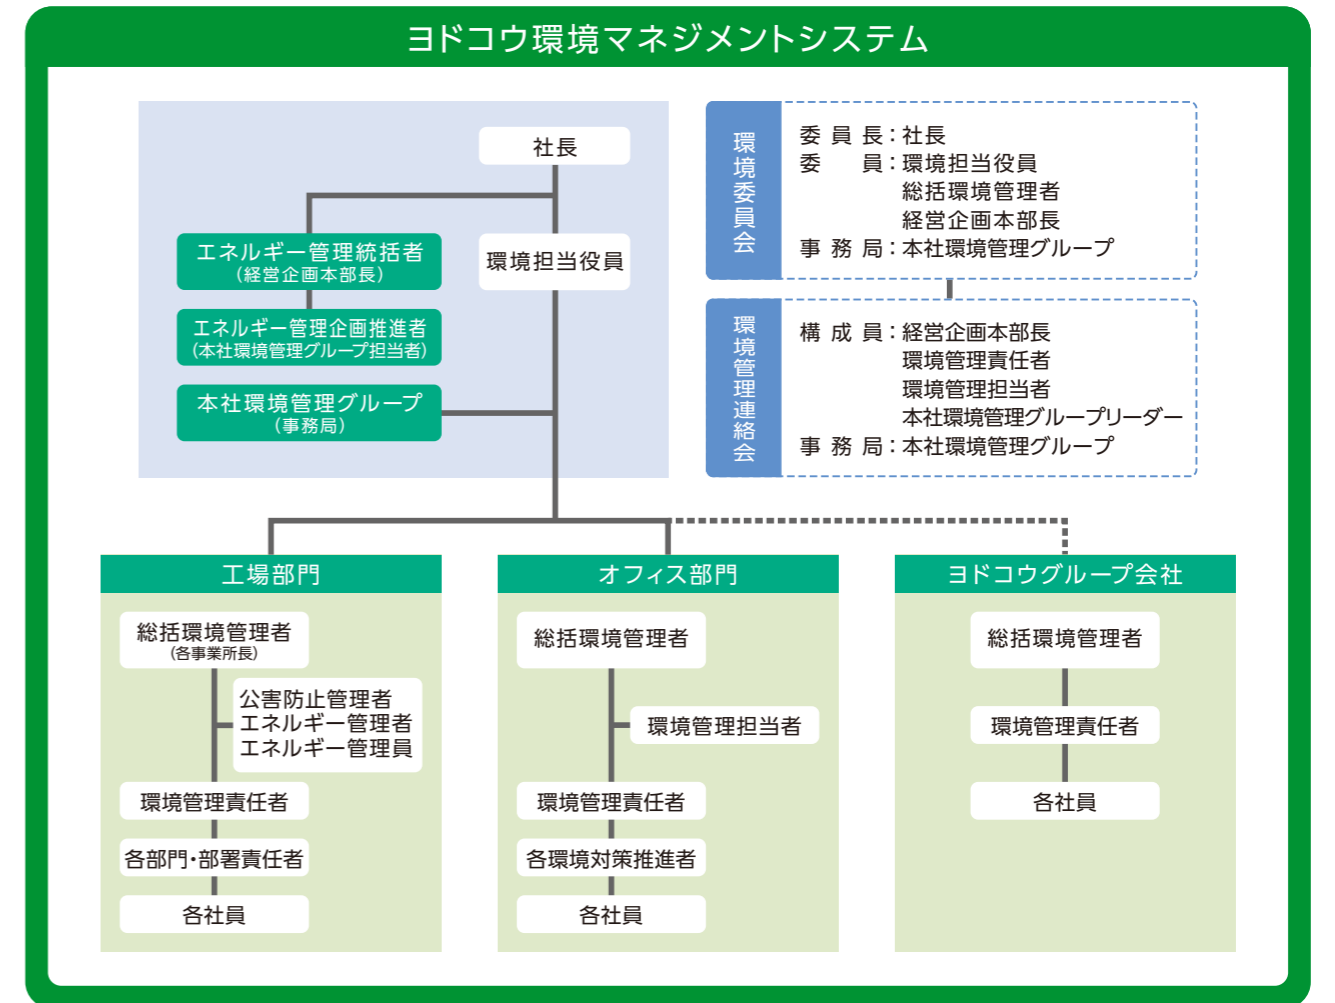 ヨドコウ環境マネジメントシステム
社長
エネルギー管理統括者
(経営企画本部長)
環境担当役員
エネルギー管理企画推進者
(本社環境管理グループ担当者)
本社環境管理グループ
(事務局)
環境委員会
委員長：社長
委員：環境担当役員
総括環境管理者
経営企画本部長
事務局：本社環境管理グループ
環境管理連絡会
構成員：経営企画本部長
環境管理責任者
環境管理担当者
本社環境管理グループリーダー
事務局：本社環境管理グループ
工場部門
総括環境管理者
(各事業所長)
公害防止管理者
エネルギー管理者
エネルギー管理員
環境管理責任者
各部門・部署責任者
各社員
オフィス部門
総括環境管理者
環境管理担当者
環境管理責任者
各環境対策推進者
各社員
ヨドコウグループ会社
総括環境管理者
環境管理責任者
各社員